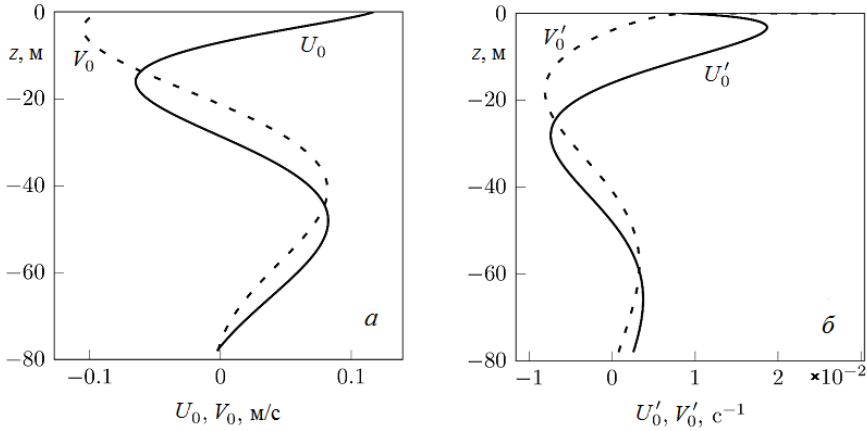 0
z, м
V₀
U₀
−20
−40
−60
а
−80
−0.1
0
0.1
U₀, V₀, м/с
0
z, м
V₀′
U₀′
−20
−40
−60
б
−80
−1
0
1
2
×10⁻²
U₀′, V₀′, с⁻¹